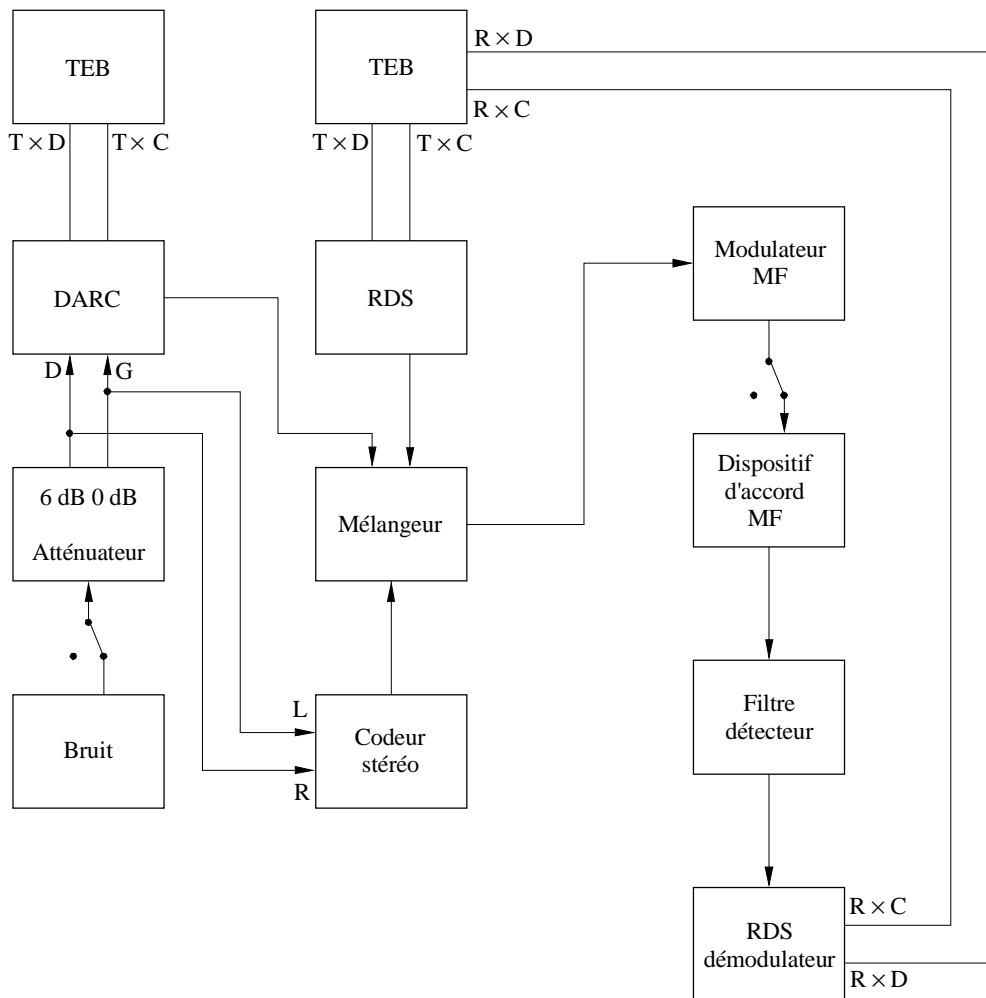 TEB
TEB
R × D
R × C
T × D
T × C
T × D
T × C
DARC
RDS
Modulateur
MF
D
G
6 dB 0 dB
Atténuateur
Mélangeur
Dispositif
d'accord
MF
Bruit
L
R
Codeur
stéréo
Filtre
détecteur
RDS
démodulateur
R × C
R × D